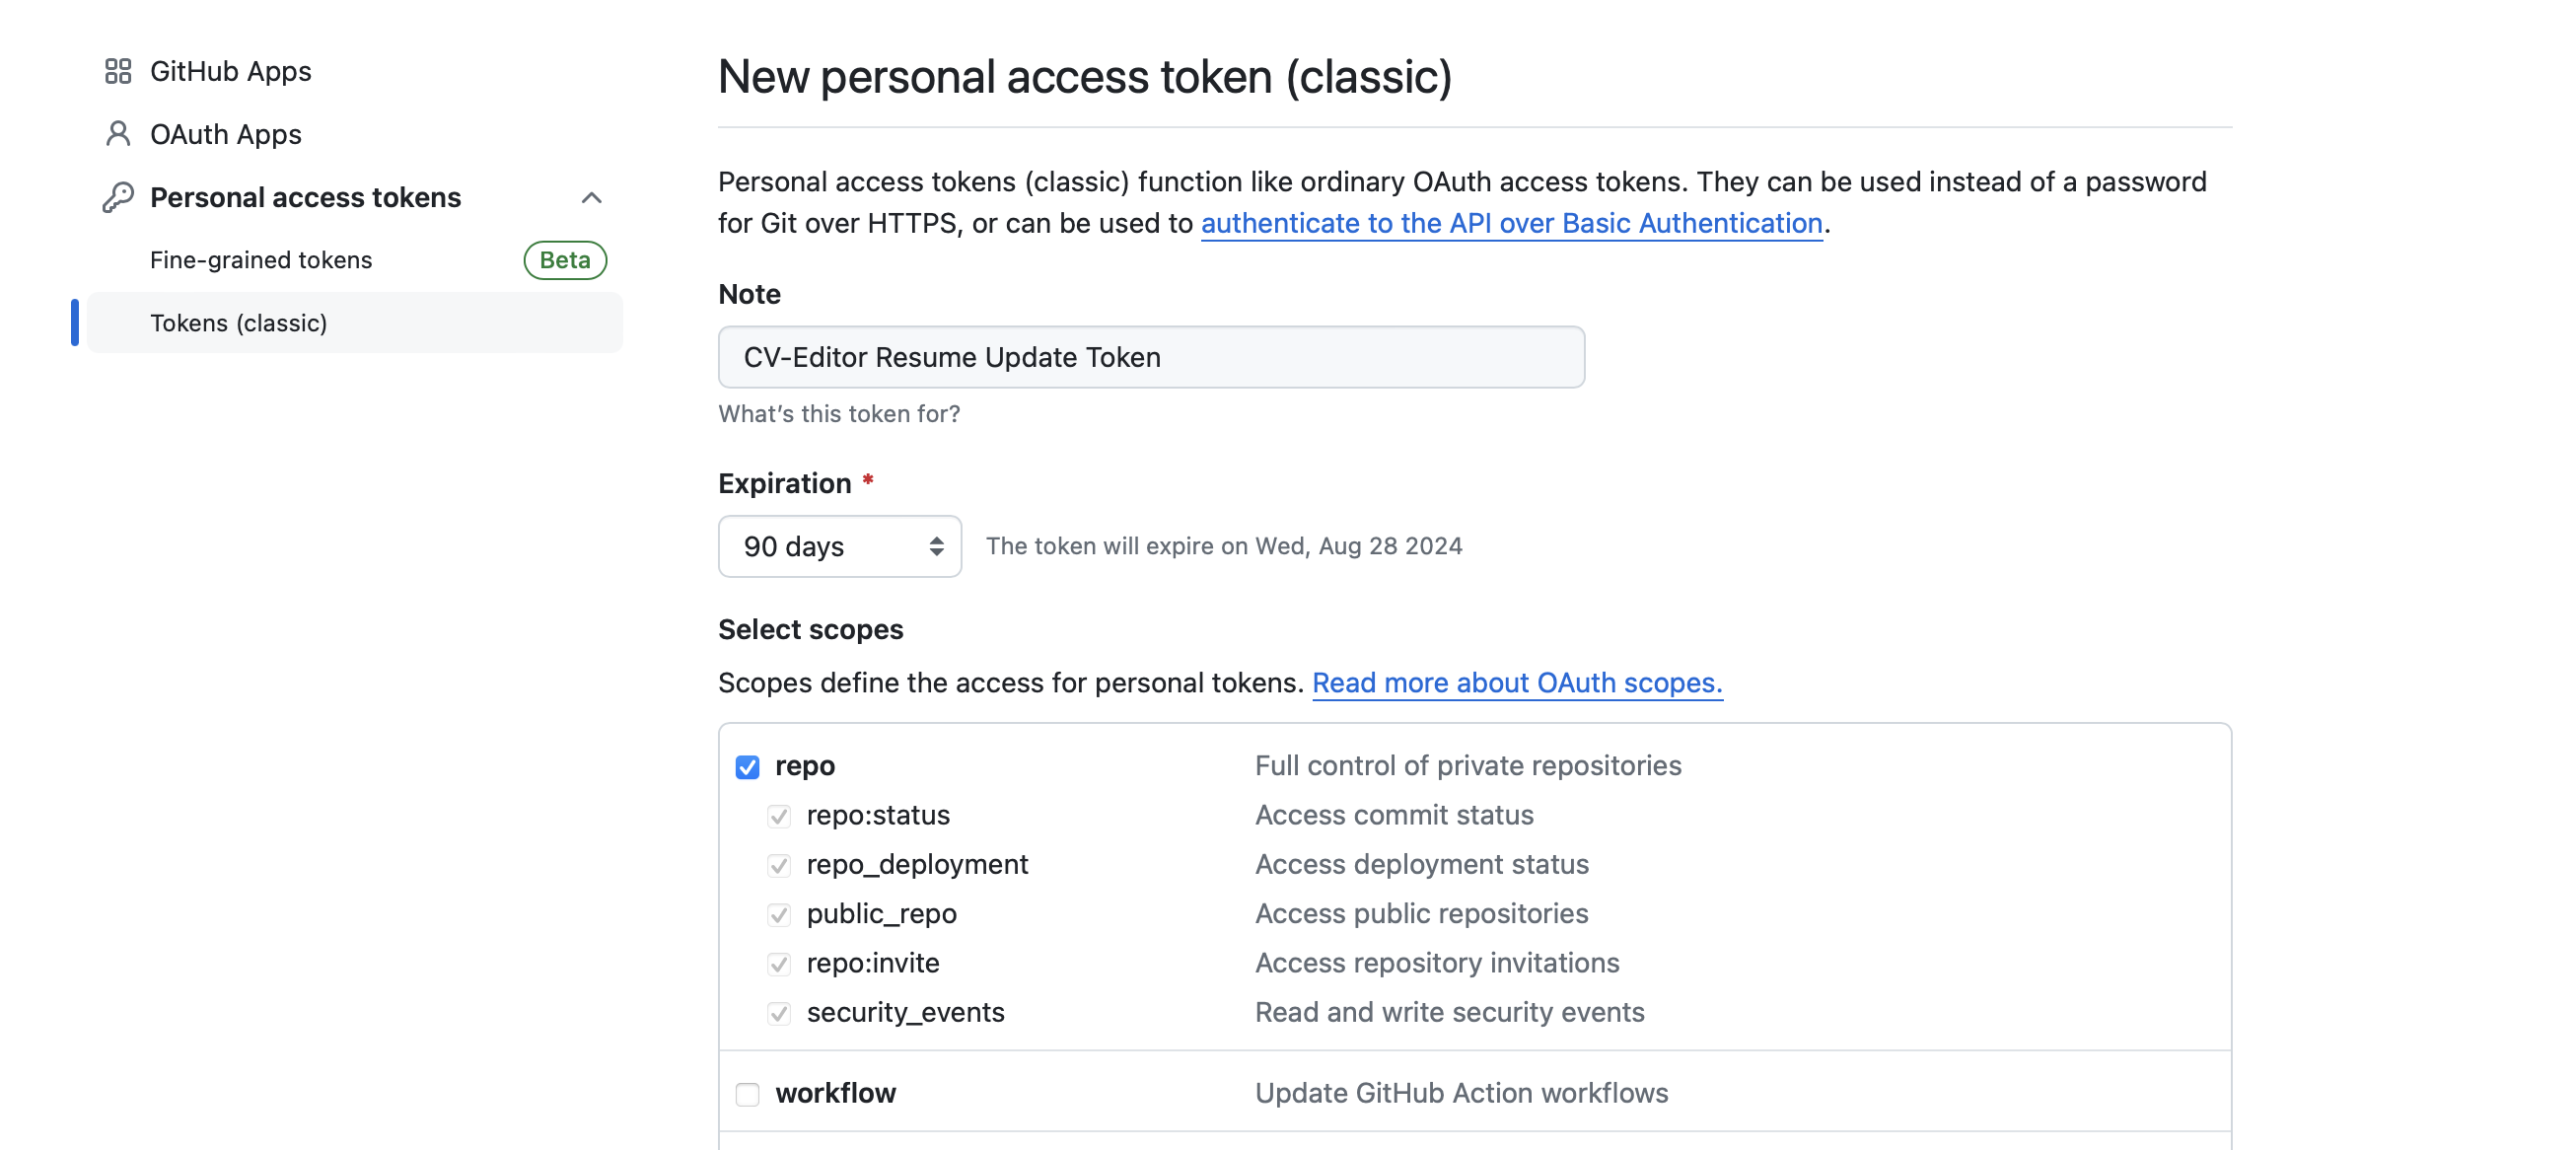 GitHub Apps
OAuth Apps
Personal access tokens
Fine-grained tokens Beta
Tokens (classic)
New personal access token (classic)
Personal access tokens (classic) function like ordinary OAuth access tokens. They can be used instead of a password
for Git over HTTPS, or can be used to authenticate to the API over Basic Authentication.
Note
CV-Editor Resume Update Token
What's this token for?
Expiration *
90 days The token will expire on Wed, Aug 28 2024
Select scopes
Scopes define the access for personal tokens. Read more about OAuth scopes.
repo Full control of private repositories
repo:status Access commit status
repo_deployment Access deployment status
public_repo Access public repositories
repo:invite Access repository invitations
security_events Read and write security events
workflow Update GitHub Action workflows